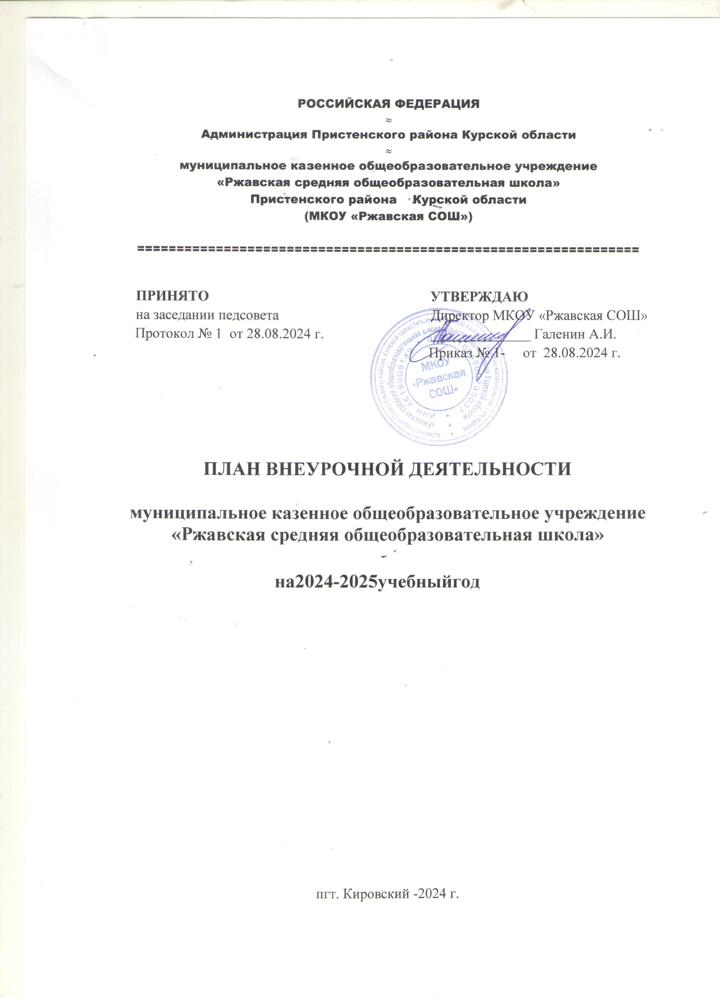 РОССИЙСКАЯ ФЕДЕРАЦИЯ
≈
Администрация Пристенского района Курской области
≈
муниципальное казенное общеобразовательное учреждение
«Ржавская средняя общеобразовательная школа»
Пристенского района Курской области
(МКОУ «Ржавская СОШ»)
================================================================
ПРИНЯТО
на заседании педсовета
Протокол № 1 от 28.08.2024 г.
УТВЕРЖДАЮ
Директор МКОУ «Ржавская СОШ»
Галенин А.И.
Приказ № 1- от 28.08.2024 г.
МКОУ
«Ржавская
СОШ»
ИНН 4619003149
ПЛАН ВНЕУРОЧНОЙ ДЕЯТЕЛЬНОСТИ
муниципальное казенное общеобразовательное учреждение
«Ржавская средняя общеобразовательная школа»
на2024-2025учебныйгод
пгт. Кировский -2024 г.